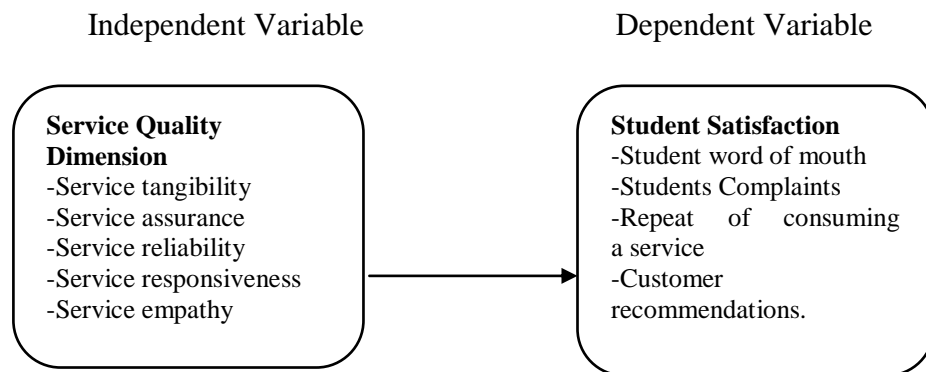 Independent Variable
Dependent Variable
Service Quality
Dimension
-Service tangibility
-Service assurance
-Service reliability
-Service responsiveness
-Service empathy
Student Satisfaction
-Student word of mouth
-Students Complaints
-Repeat of consuming
a service
-Customer
recommendations.